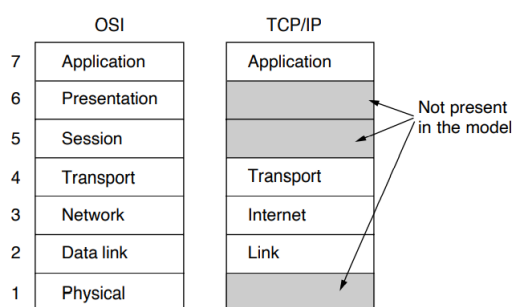 OSI TCP/IP
7 Application Application
6 Presentation
Not present
in the model
5 Session
4 Transport Transport
3 Network Internet
2 Data link Link
1 Physical